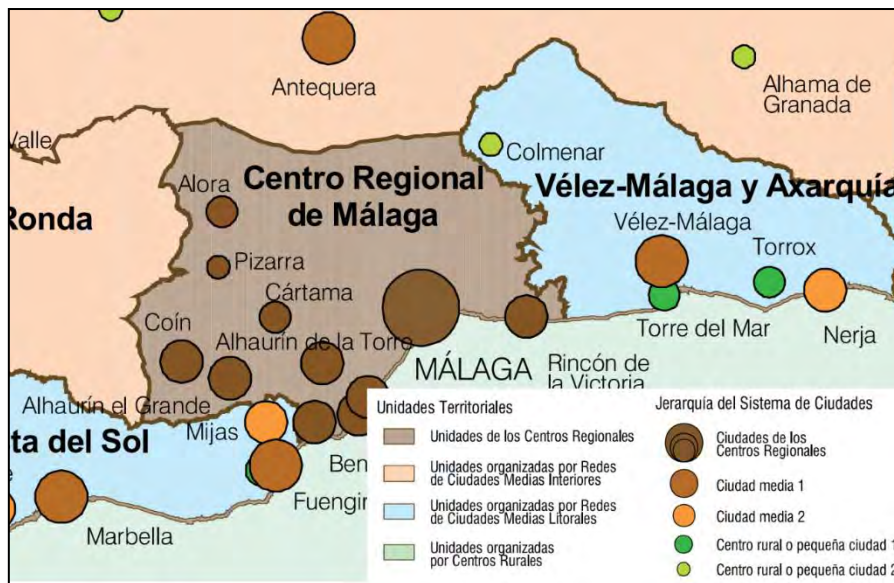 Antequera
Alhama de
Granada
Valle
Colmenar
Alora
Centro Regional
de Málaga
Vélez-Málaga y Axarquía
Ronda
Vélez-Málaga
Pizarra
Torrox
Cártama
Coín
Alhaurín de la Torre
Torre del Mar
Nerja
MÁLAGA
Rincón de
la Victoria
Alhaurín el Grande
Mijas
ta del Sol
Ben
Fuengir
Marbella
Unidades Territoriales
Unidades de los Centros Regionales
Unidades organizadas por Redes
de Ciudades Medias Interiores
Unidades organizadas por Redes
de Ciudades Medias Litorales
Unidades organizadas
por Centros Rurales
Jerarquía del Sistema de Ciudades
Ciudades de los
Centros Regionales
Ciudad media 1
Ciudad media 2
Centro rural o pequeña ciudad 1
Centro rural o pequeña ciudad 2